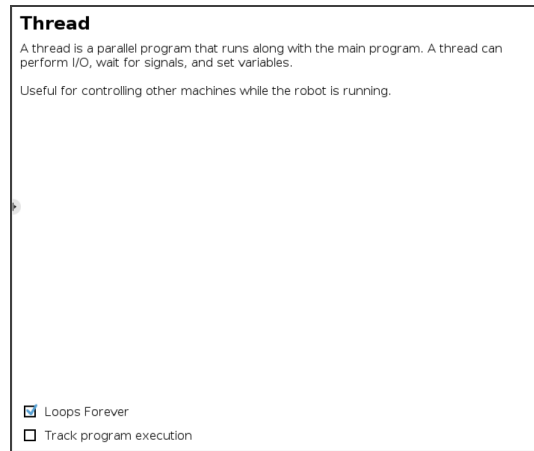 Thread
A thread is a parallel program that runs along with the main program. A thread can
perform I/O, wait for signals, and set variables.
Useful for controlling other machines while the robot is running.
Loops Forever
Track program execution